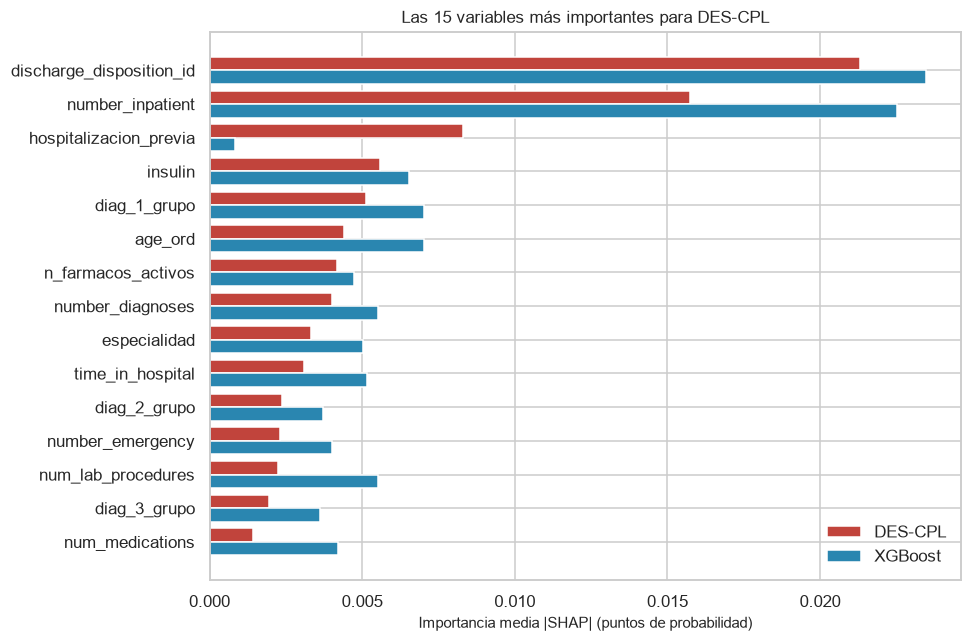 Las 15 variables más importantes para DES-CPL
discharge_disposition_id
number_inpatient
hospitalizacion_previa
insulin
diag_1_grupo
age_ord
n_farmacos_activos
number_diagnoses
especialidad
time_in_hospital
diag_2_grupo
number_emergency
num_lab_procedures
diag_3_grupo
num_medications
DES-CPL
XGBoost
0.000 0.005 0.010 0.015 0.020
Importancia media |SHAP| (puntos de probabilidad)